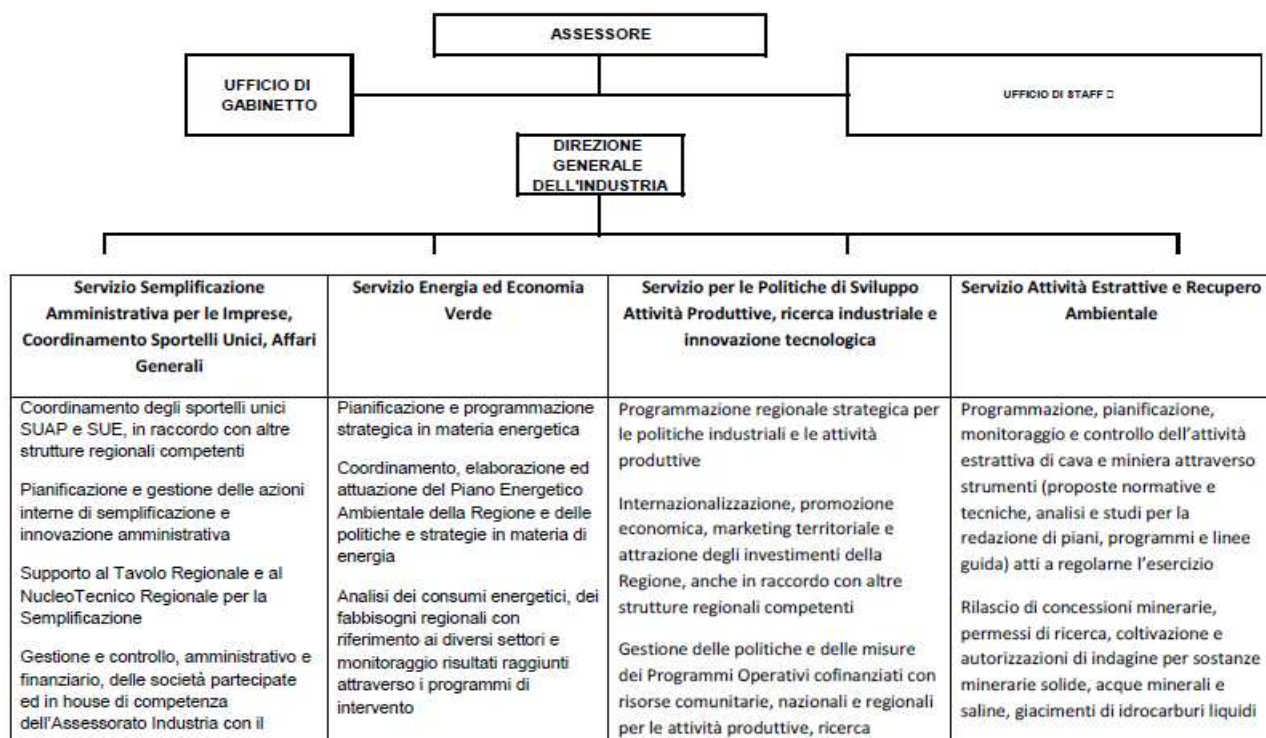 ASSESSORE
UFFICIO DI
GABINETTO
UFFICIO DI STAFF
DIREZIONE
GENERALE
DELL'INDUSTRIA
Servizio Semplificazione
Amministrativa per le Imprese,
Coordinamento Sportelli Unici, Affari
Generali
Coordinamento degli sportelli unici
SUAP e SUE, in raccordo con altre
strutture regionali competenti
Pianificazione e gestione delle azioni
interne di semplificazione e
innovazione amministrativa
Supporto al Tavolo Regionale e al
NucleoTecnico Regionale per la
Semplificazione
Gestione e controllo, amministrativo e
finanziario, delle società partecipate
ed in house di competenza
dell'Assessorato Industria con il
Servizio Energia ed Economia
Verde
Pianificazione e programmazione
strategica in materia energetica
Coordinamento, elaborazione ed
attuazione del Piano Energetico
Ambientale della Regione e delle
politiche e strategie in materia di
energia
Analisi dei consumi energetici, dei
fabbisogni regionali con
riferimento ai diversi settori e
monitoraggio risultati raggiunti
attraverso i programmi di
intervento
Servizio per le Politiche di Sviluppo
Attività Produttive, ricerca industriale e
innovazione tecnologica
Programmazione regionale strategica per
le politiche industriali e le attività
produttive
Internazionalizzazione, promozione
economica, marketing territoriale e
attrazione degli investimenti della
Regione, anche in raccordo con altre
strutture regionali competenti
Gestione delle politiche e delle misure
dei Programmi Operativi cofinanziati con
risorse comunitarie, nazionali e regionali
per le attività produttive, ricerca
Servizio Attività Estrattive e Recupero
Ambientale
Programmazione, pianificazione,
monitoraggio e controllo dell'attività
estrattiva di cava e miniera attraverso
strumenti (proposte normative e
tecniche, analisi e studi per la
redazione di piani, programmi e linee
guida) atti a regolarne l'esercizio
Rilascio di concessioni minerarie,
permessi di ricerca, coltivazione e
autorizzazioni di indagine per sostanze
minerarie solide, acque minerali e
saline, giacimenti di idrocarburi liquidi